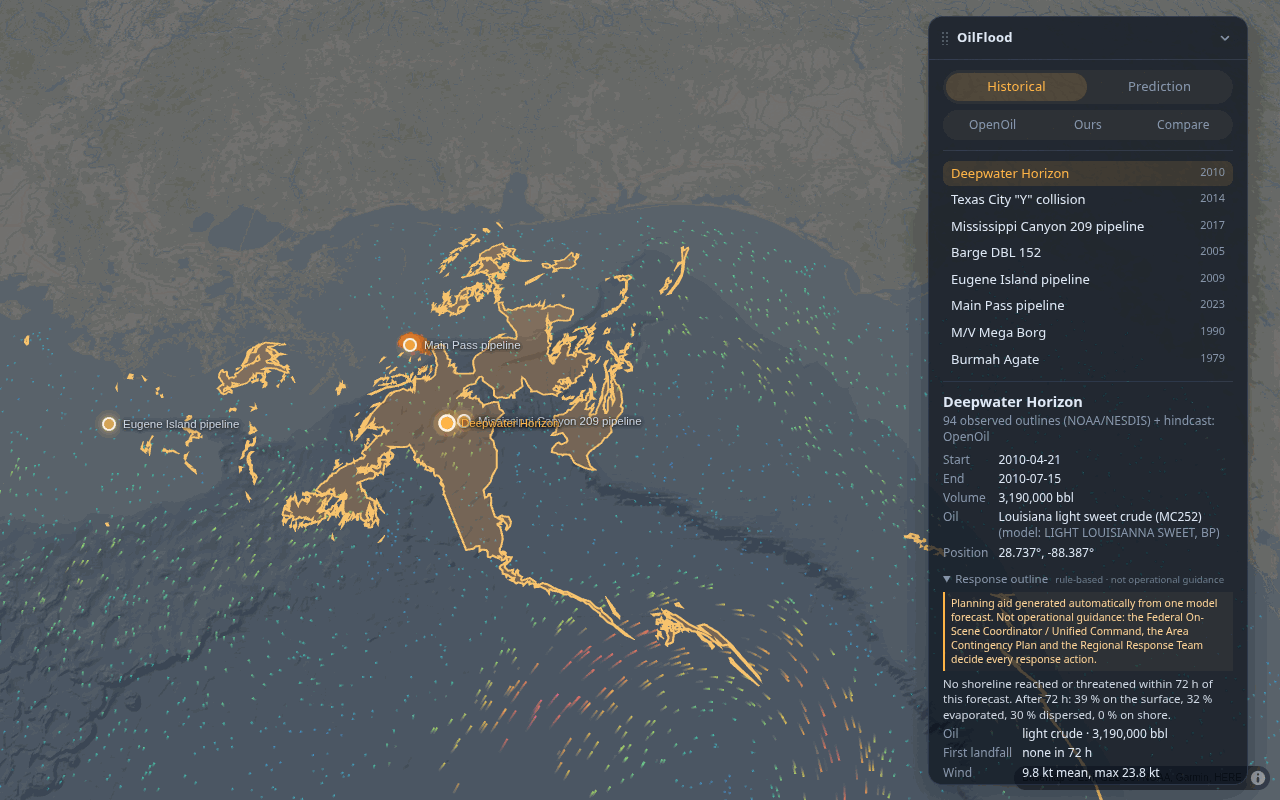 OilFlood
Historical
Prediction
OpenOil
Ours
Compare
Deepwater Horizon 2010
Texas City "Y" collision 2014
Mississippi Canyon 209 pipeline 2017
Barge DBL 152 2005
Eugene Island pipeline 2009
Main Pass pipeline 2023
M/V Mega Borg 1990
Burmah Agate 1979
Deepwater Horizon
94 observed outlines (NOAA/NESDIS) + hindcast:
OpenOil
Start 2010-04-21
End 2010-07-15
Volume 3,190,000 bbl
Oil Louisiana light sweet crude (MC252)
(model: LIGHT LOUISIANNA SWEET, BP)
Position 28.737°, -88.387°
▼ Response outline rule-based · not operational guidance
Planning aid generated automatically from one model
forecast. Not operational guidance: the Federal On-
Scene Coordinator / Unified Command, the Area
Contingency Plan and the Regional Response Team
decide every response action.
No shoreline reached or threatened within 72 h of
this forecast. After 72 h: 39 % on the surface, 32 %
evaporated, 30 % dispersed, 0 % on shore.
Oil light crude · 3,190,000 bbl
First landfall none in 72 h
Wind 9.8 kt mean, max 23.8 kt
Main Pass pipeline
Mississippi Canyon 209 pipeline
Deepwater Horizon
Eugene Island pipeline